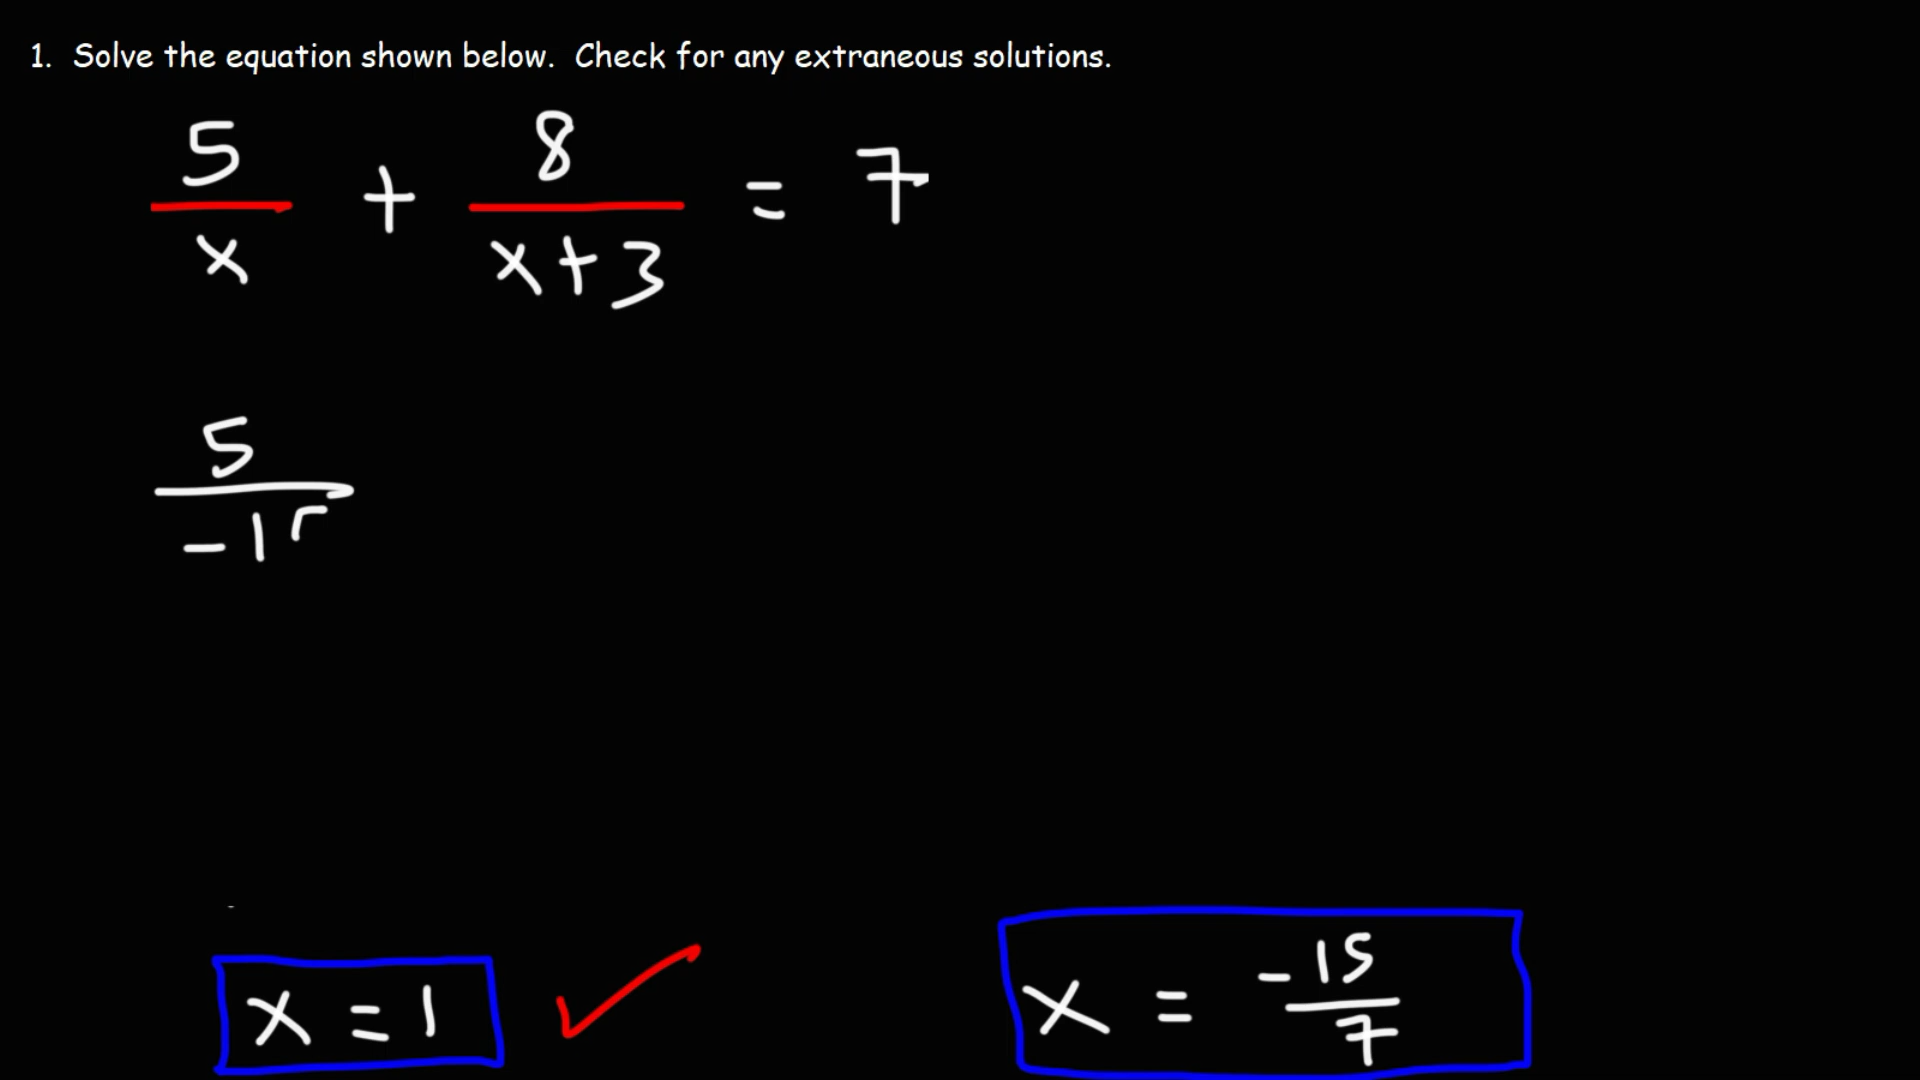 1. Solve the equation shown below. Check for any extraneous solutions.
5/x + 8/(x+3) = 7
5
-1
x = 1
x = -15/7